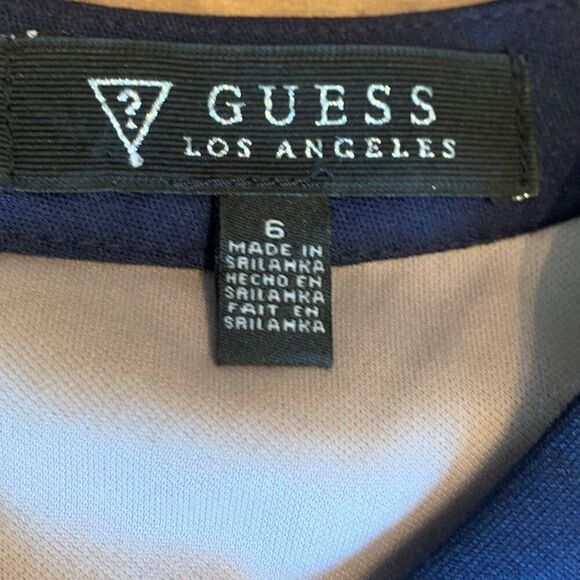 ?
GUESS
LOS ANGELES
6
MADE IN
SRILANKA
HECHO EN
SRILANKA
FAIT EN
SRILANKA